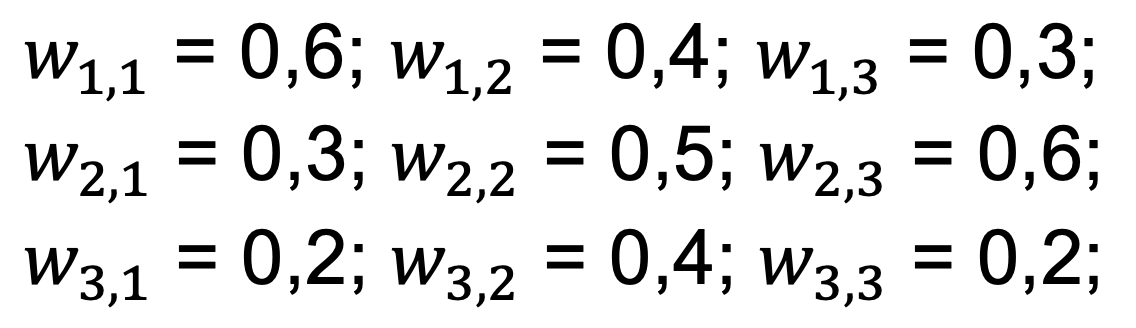 w₁,₁ = 0,6; w₁,₂ = 0,4; w₁,₃ = 0,3;
w₂,₁ = 0,3; w₂,₂ = 0,5; w₂,₃ = 0,6;
w₃,₁ = 0,2; w₃,₂ = 0,4; w₃,₃ = 0,2;